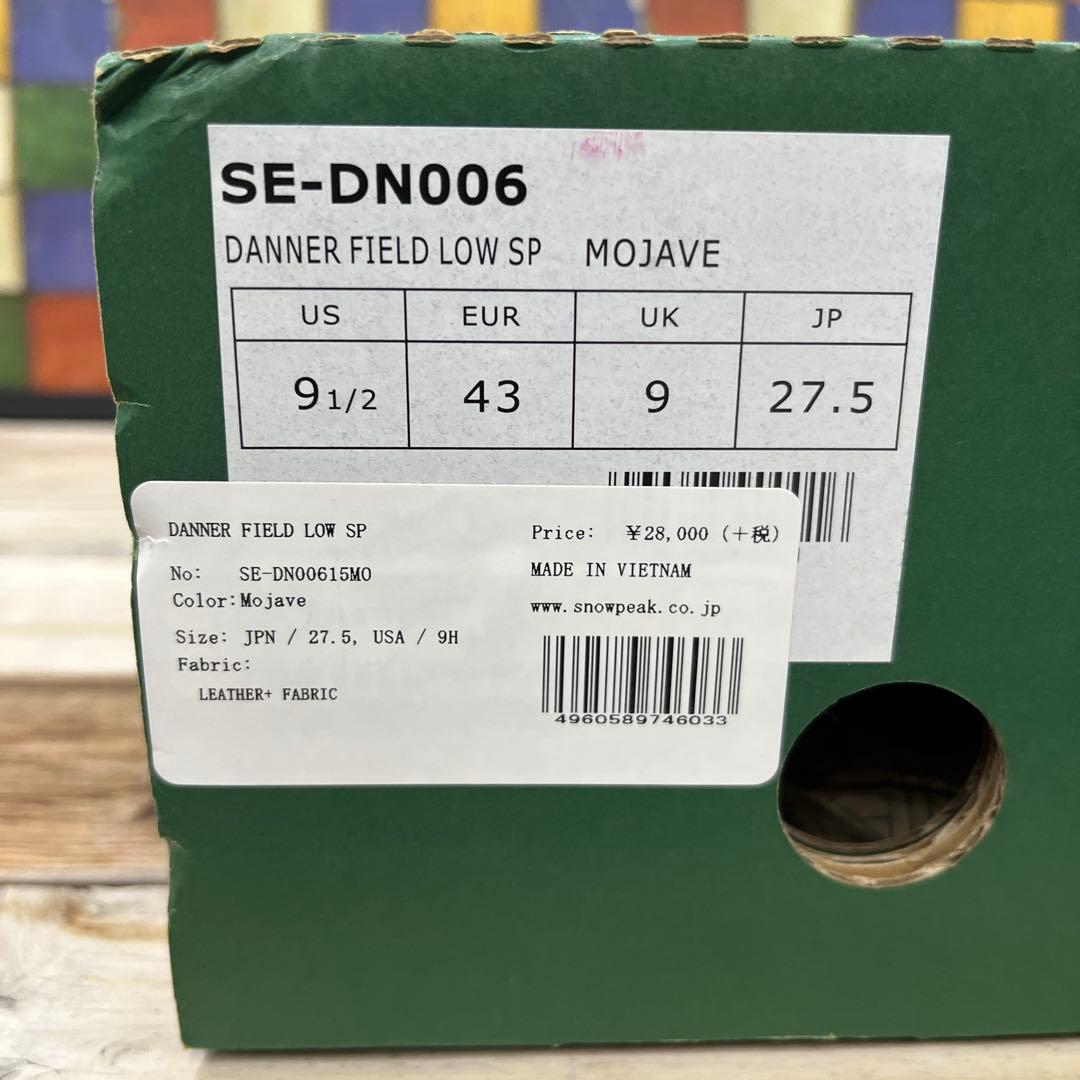 SE-DN006
DANNER FIELD LOW SP MOJAVE
US EUR UK JP
9 1/2 43 9 27.5
DANNER FIELD LOW SP
No: SE-DN00615MO
Color:Mojave
Size: JPN / 27.5, USA / 9H
Fabric:
LEATHER+ FABRIC
Price: ¥28,000 (+税)
MADE IN VIETNAM
www.snowpeak.co.jp
4960589746033